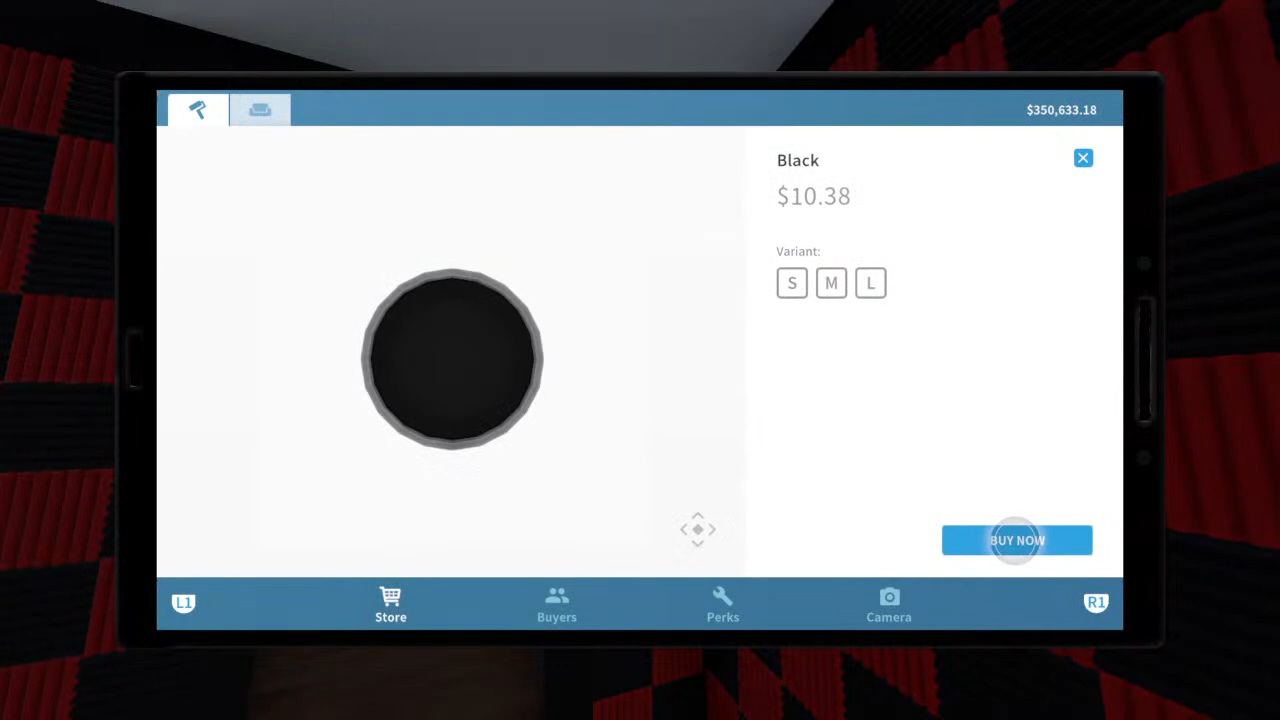 $350,633.18
Black
$10.38
Variant:
S M L
BUY NOW
L1
Store
Buyers
Perks
Camera
R1